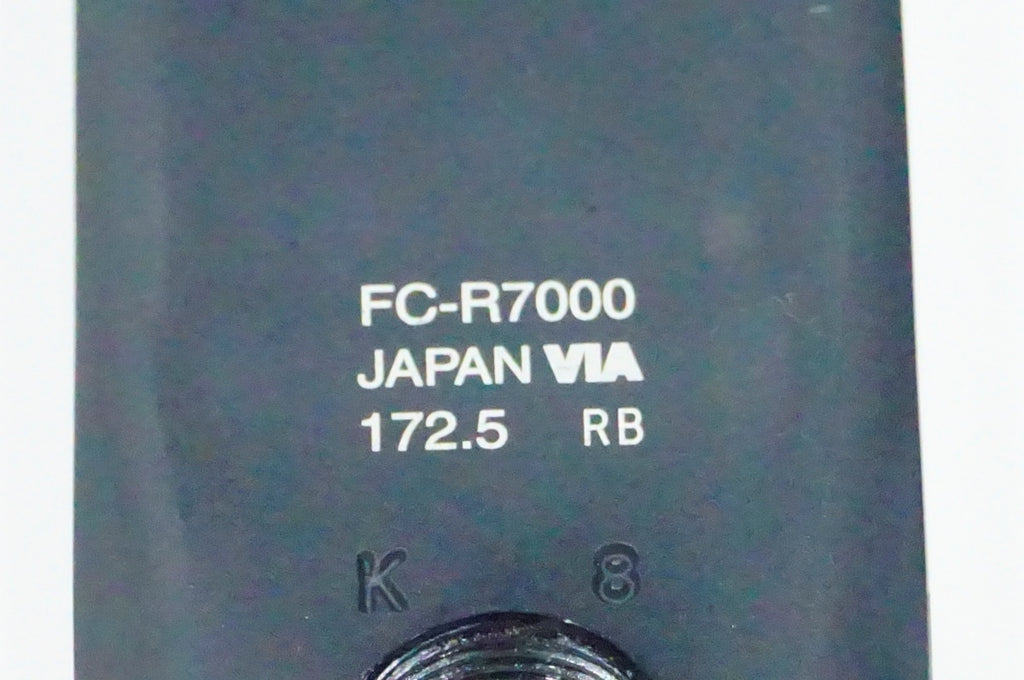 FC-R7000
JAPAN VIA
172.5 RB
K 8